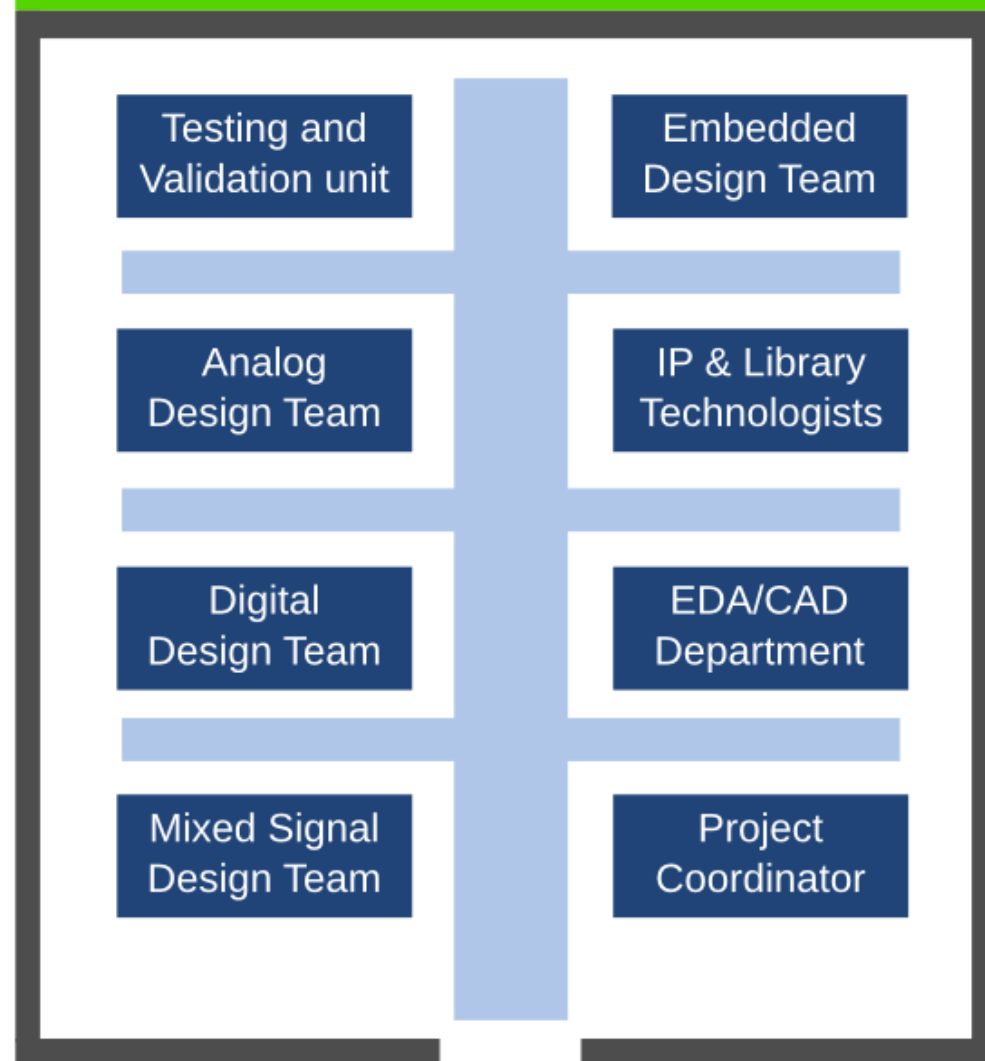 Testing and
Validation unit
Embedded
Design Team
Analog
Design Team
IP & Library
Technologists
Digital
Design Team
EDA/CAD
Department
Mixed Signal
Design Team
Project
Coordinator